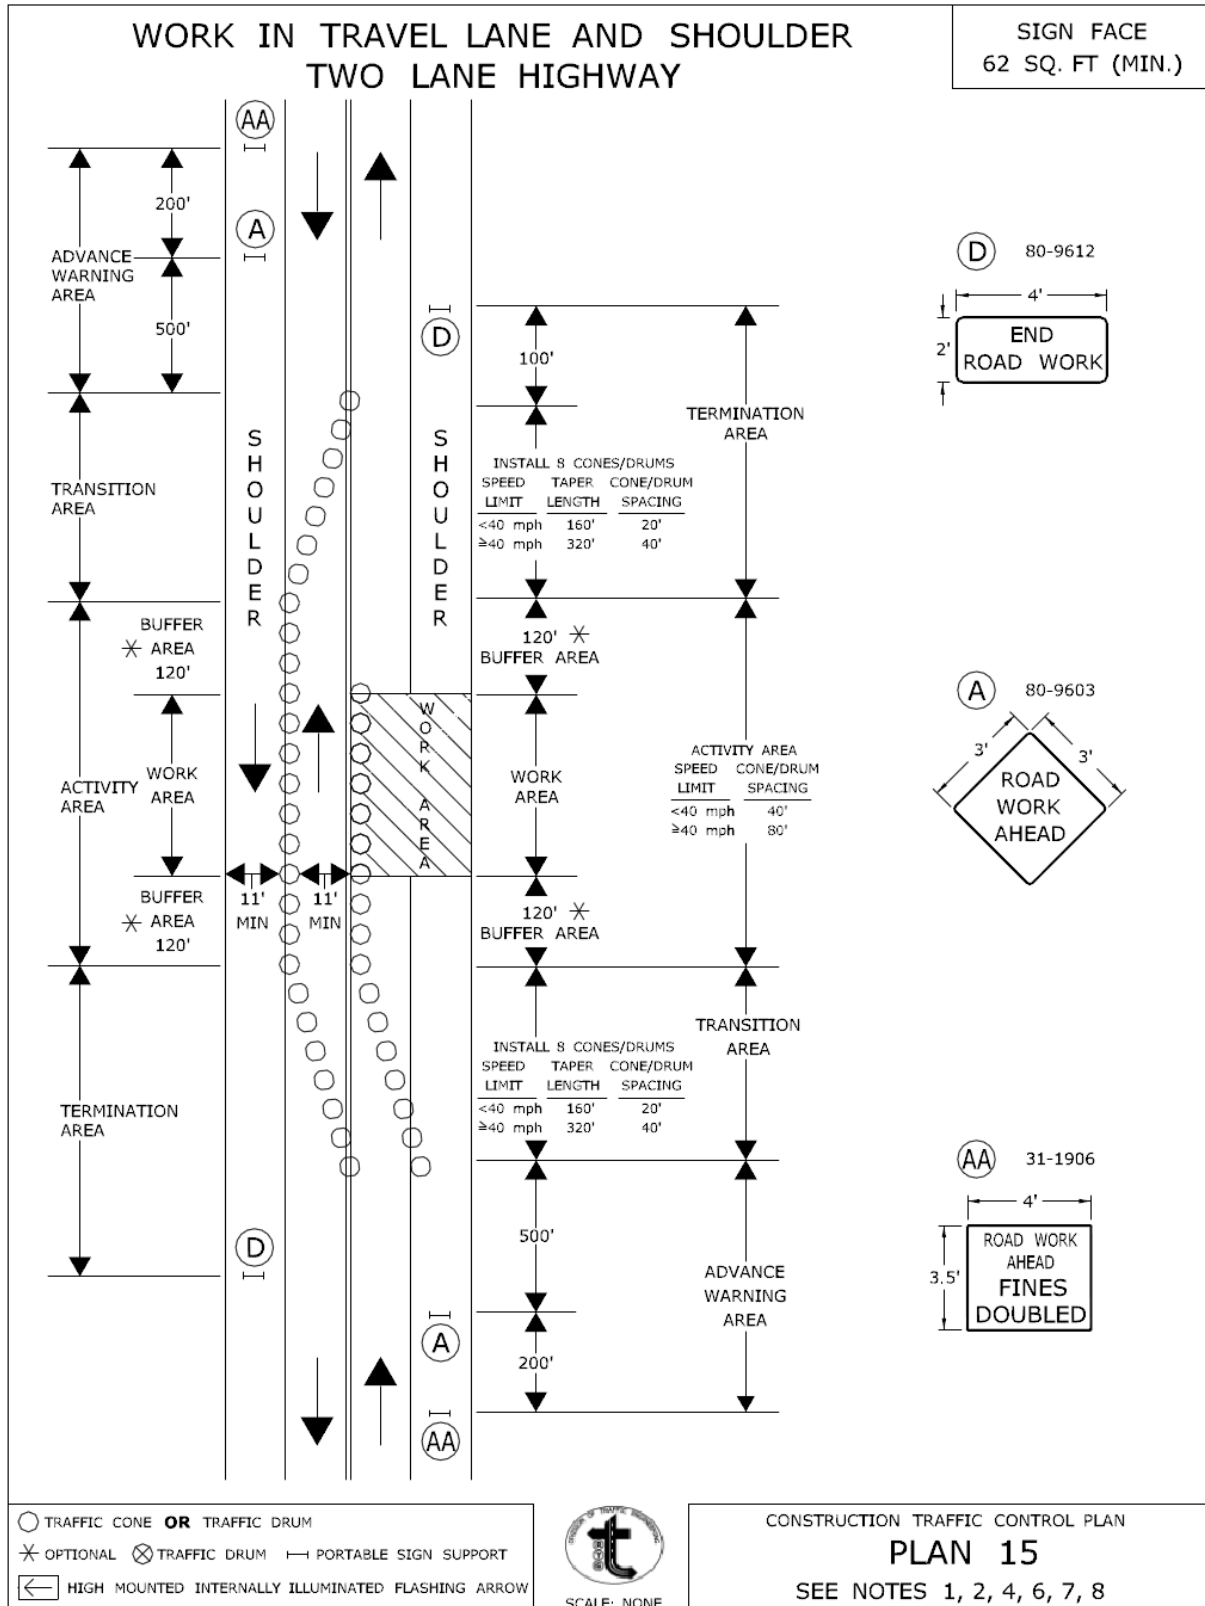 WORK IN TRAVEL LANE AND SHOULDER
TWO LANE HIGHWAY
SIGN FACE
62 SQ. FT (MIN.)
AA
200'
A
ADVANCE
WARNING
AREA
500'
D
100'
TERMINATION
AREA
D 80-9612
4'
2'
END
ROAD WORK
SHOULDER
SHOULDER
TRANSITION
AREA
INSTALL 8 CONES/DRUMS
SPEED TAPER CONE/DRUM
LIMIT LENGTH SPACING
<40 mph 160' 20'
≥40 mph 320' 40'
BUFFER
* AREA
120'
120' *
BUFFER AREA
A 80-9603
3'
3'
ROAD
WORK
AHEAD
WORK AREA
ACTIVITY
AREA
WORK
AREA
WORK
AREA
ACTIVITY AREA
SPEED CONE/DRUM
LIMIT SPACING
<40 mph 40'
≥40 mph 80'
11'
MIN
11'
MIN
BUFFER
* AREA
120'
120' *
BUFFER AREA
TRANSITION
AREA
INSTALL 8 CONES/DRUMS
SPEED TAPER CONE/DRUM
LIMIT LENGTH SPACING
<40 mph 160' 20'
≥40 mph 320' 40'
TERMINATION
AREA
AA 31-1906
4'
3.5'
ROAD WORK
AHEAD
FINES
DOUBLED
D
500'
ADVANCE
WARNING
AREA
A
200'
AA
TRAFFIC CONE OR TRAFFIC DRUM
* OPTIONAL TRAFFIC DRUM PORTABLE SIGN SUPPORT
HIGH MOUNTED INTERNALLY ILLUMINATED FLASHING ARROW
DIVISION OF TRAFFIC ENGINEERING
SCALE: NONE
CONSTRUCTION TRAFFIC CONTROL PLAN
PLAN 15
SEE NOTES 1, 2, 4, 6, 7, 8